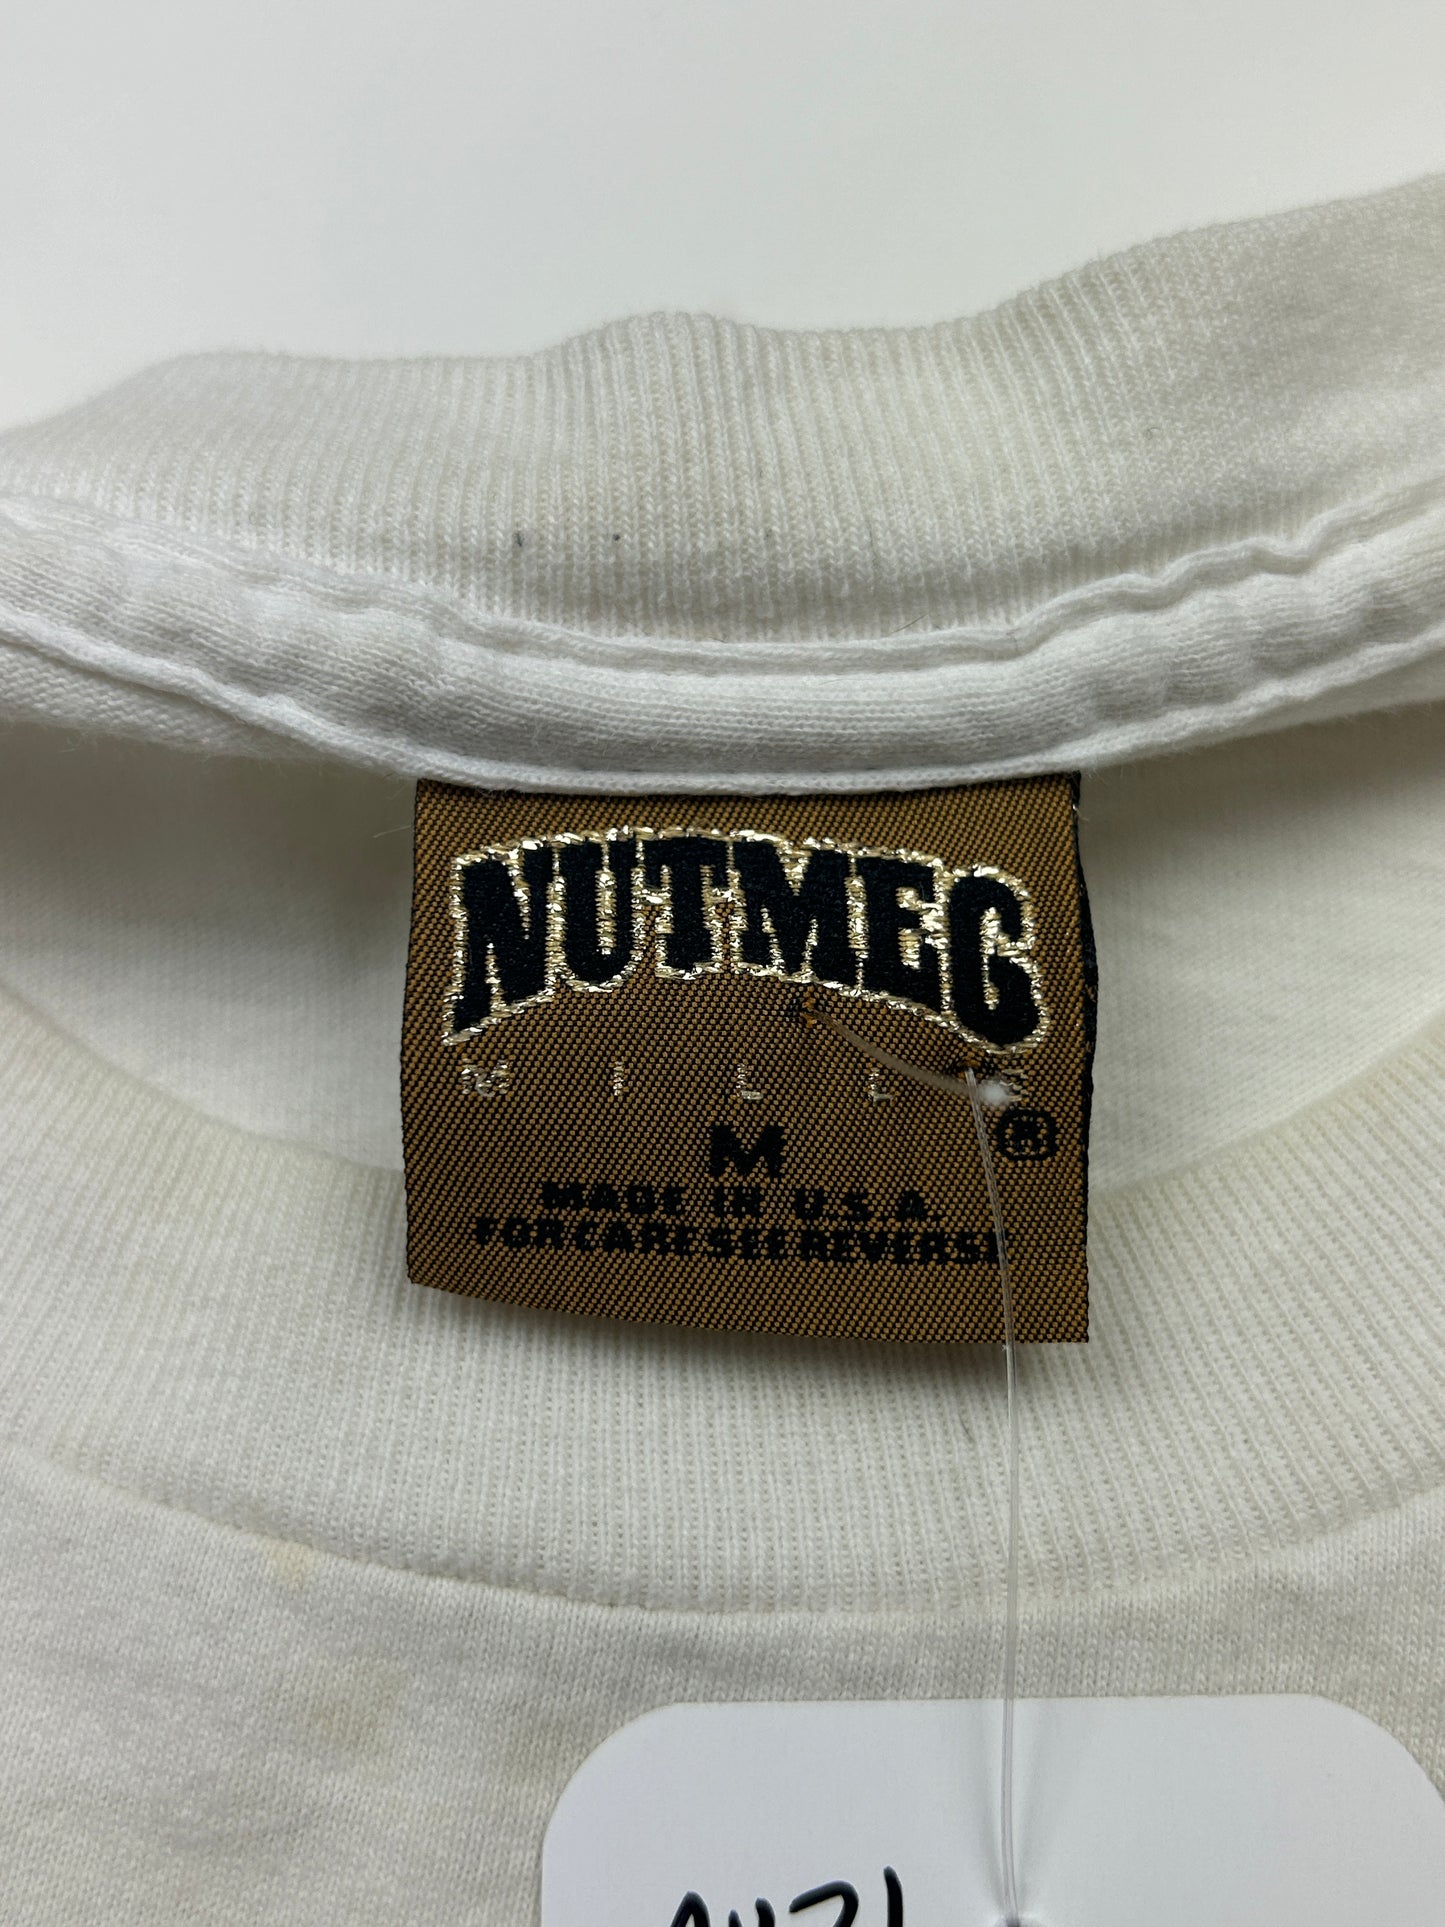 NUTMEG
MILLS
M ®
MADE IN U.S.A.
FOR CARE SEE REVERSE